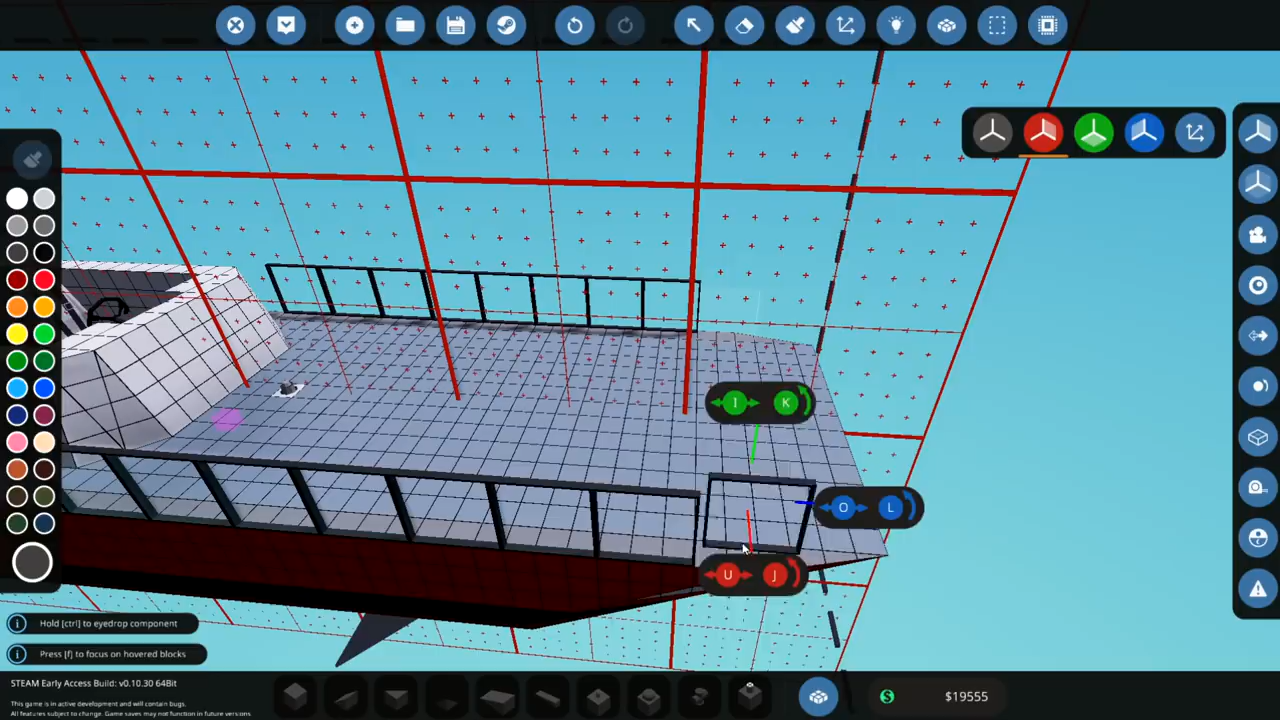 I K
O L
U J
Hold [ctrl] to eyedrop component
Press [f] to focus on hovered blocks
STEAM Early Access Build: v0.10.30 64Bit
This game is in active development and will contain bugs.
All features subject to change. Game saves may not function in future versions.
$19555